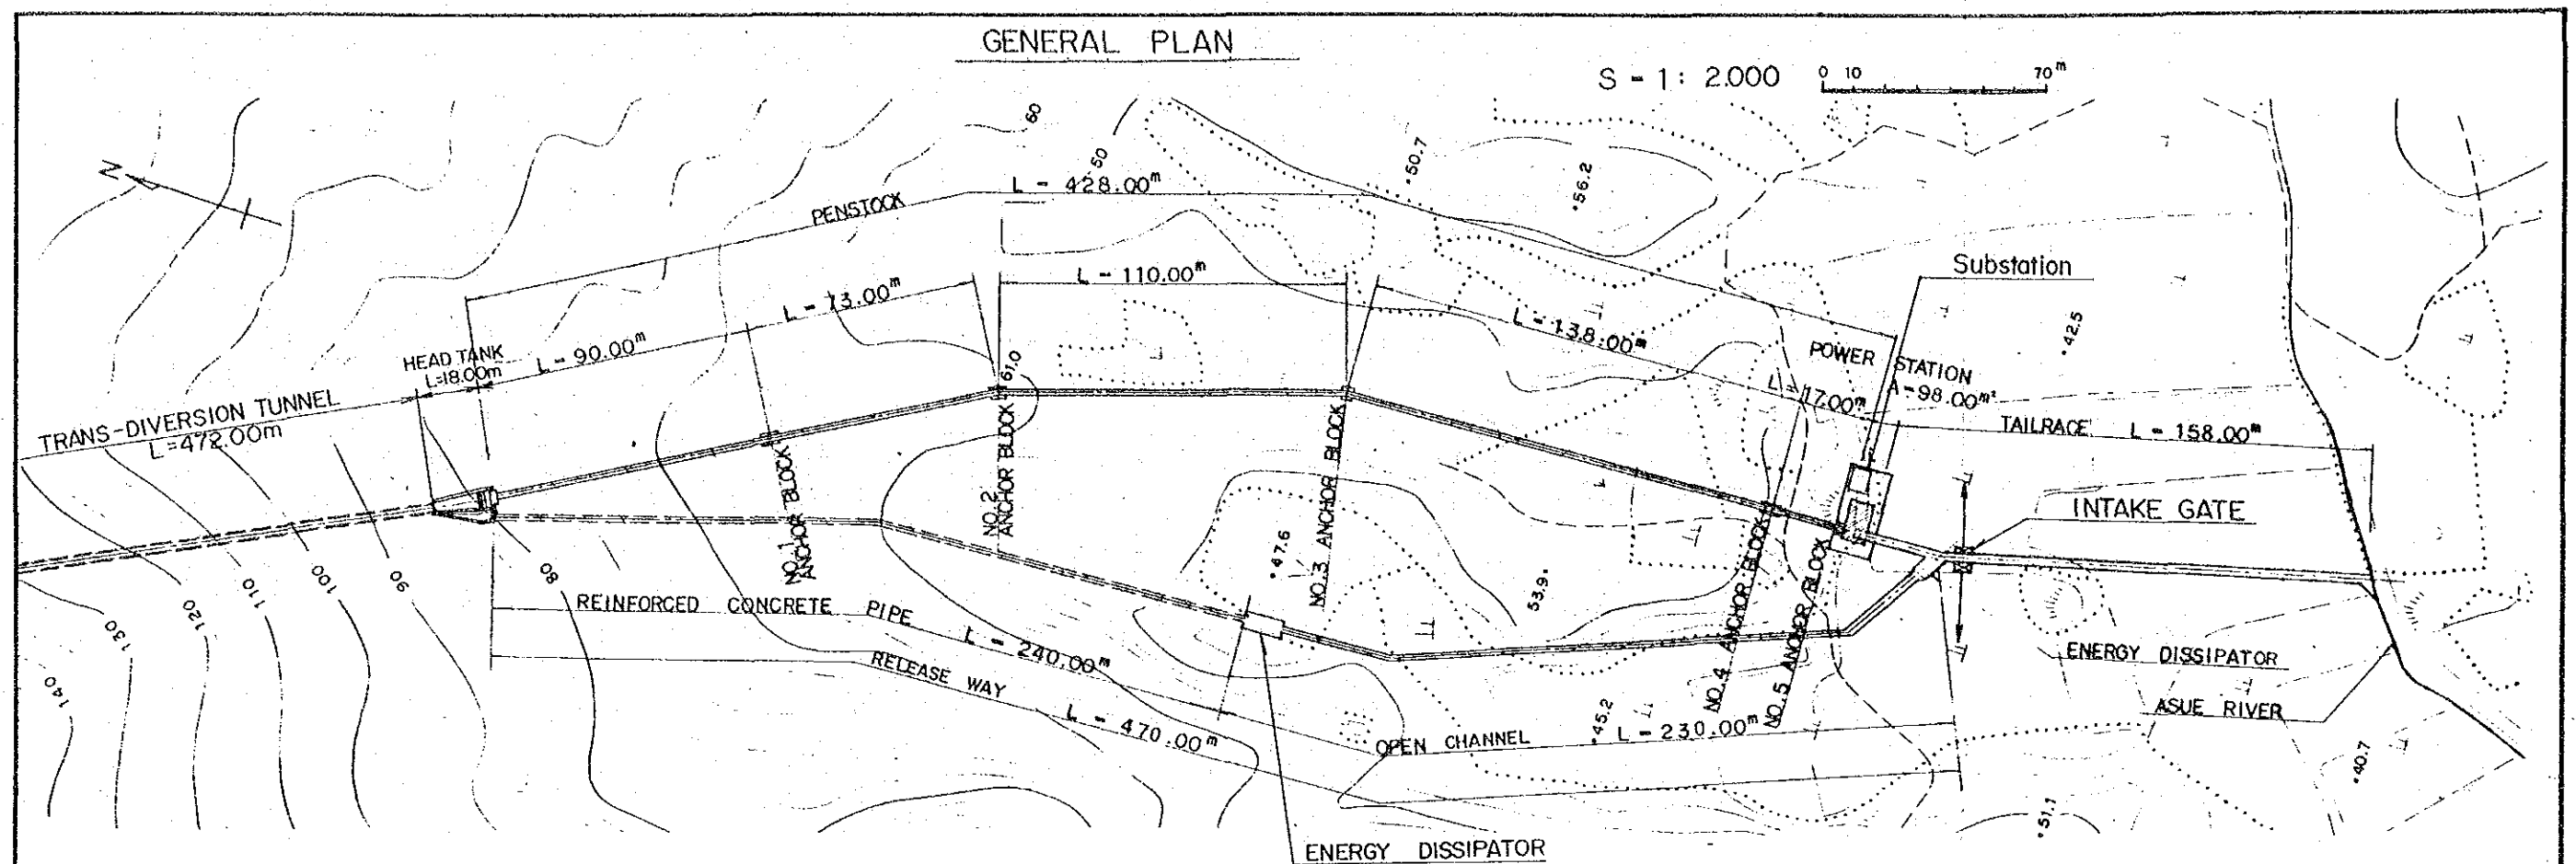 GENERAL PLAN
S - 1: 2.000
0 10 70 m
N
60
50
50.7
56.2
L - 428.00m
PENSTOCK
L - 110.00m
L - 73.00m
Substation
42.5
L - 138.00m
HEAD TANK
L=18.00m
L - 90.00m
POWER STATION
A-98.00m²
L - 17.00m
61.0
TRANS-DIVERSION TUNNEL
L=472.00m
TAILRACE L - 158.00m
NO.1
ANCHOR BLOCK
NO.2
ANCHOR BLOCK
NO.3 ANCHOR BLOCK
NO.4 ANCHOR BLOCK
NO.5 ANCHOR BLOCK
INTAKE GATE
47.6
53.9
140
130
120
110
100
90
80
REINFORCED CONCRETE PIPE L - 240.00m
RELEASE WAY L - 470.00m
ENERGY DISSIPATOR
ASUE RIVER
45.2
OPEN CHANNEL L - 230.00m
40.7
51.1
ENERGY DISSIPATOR